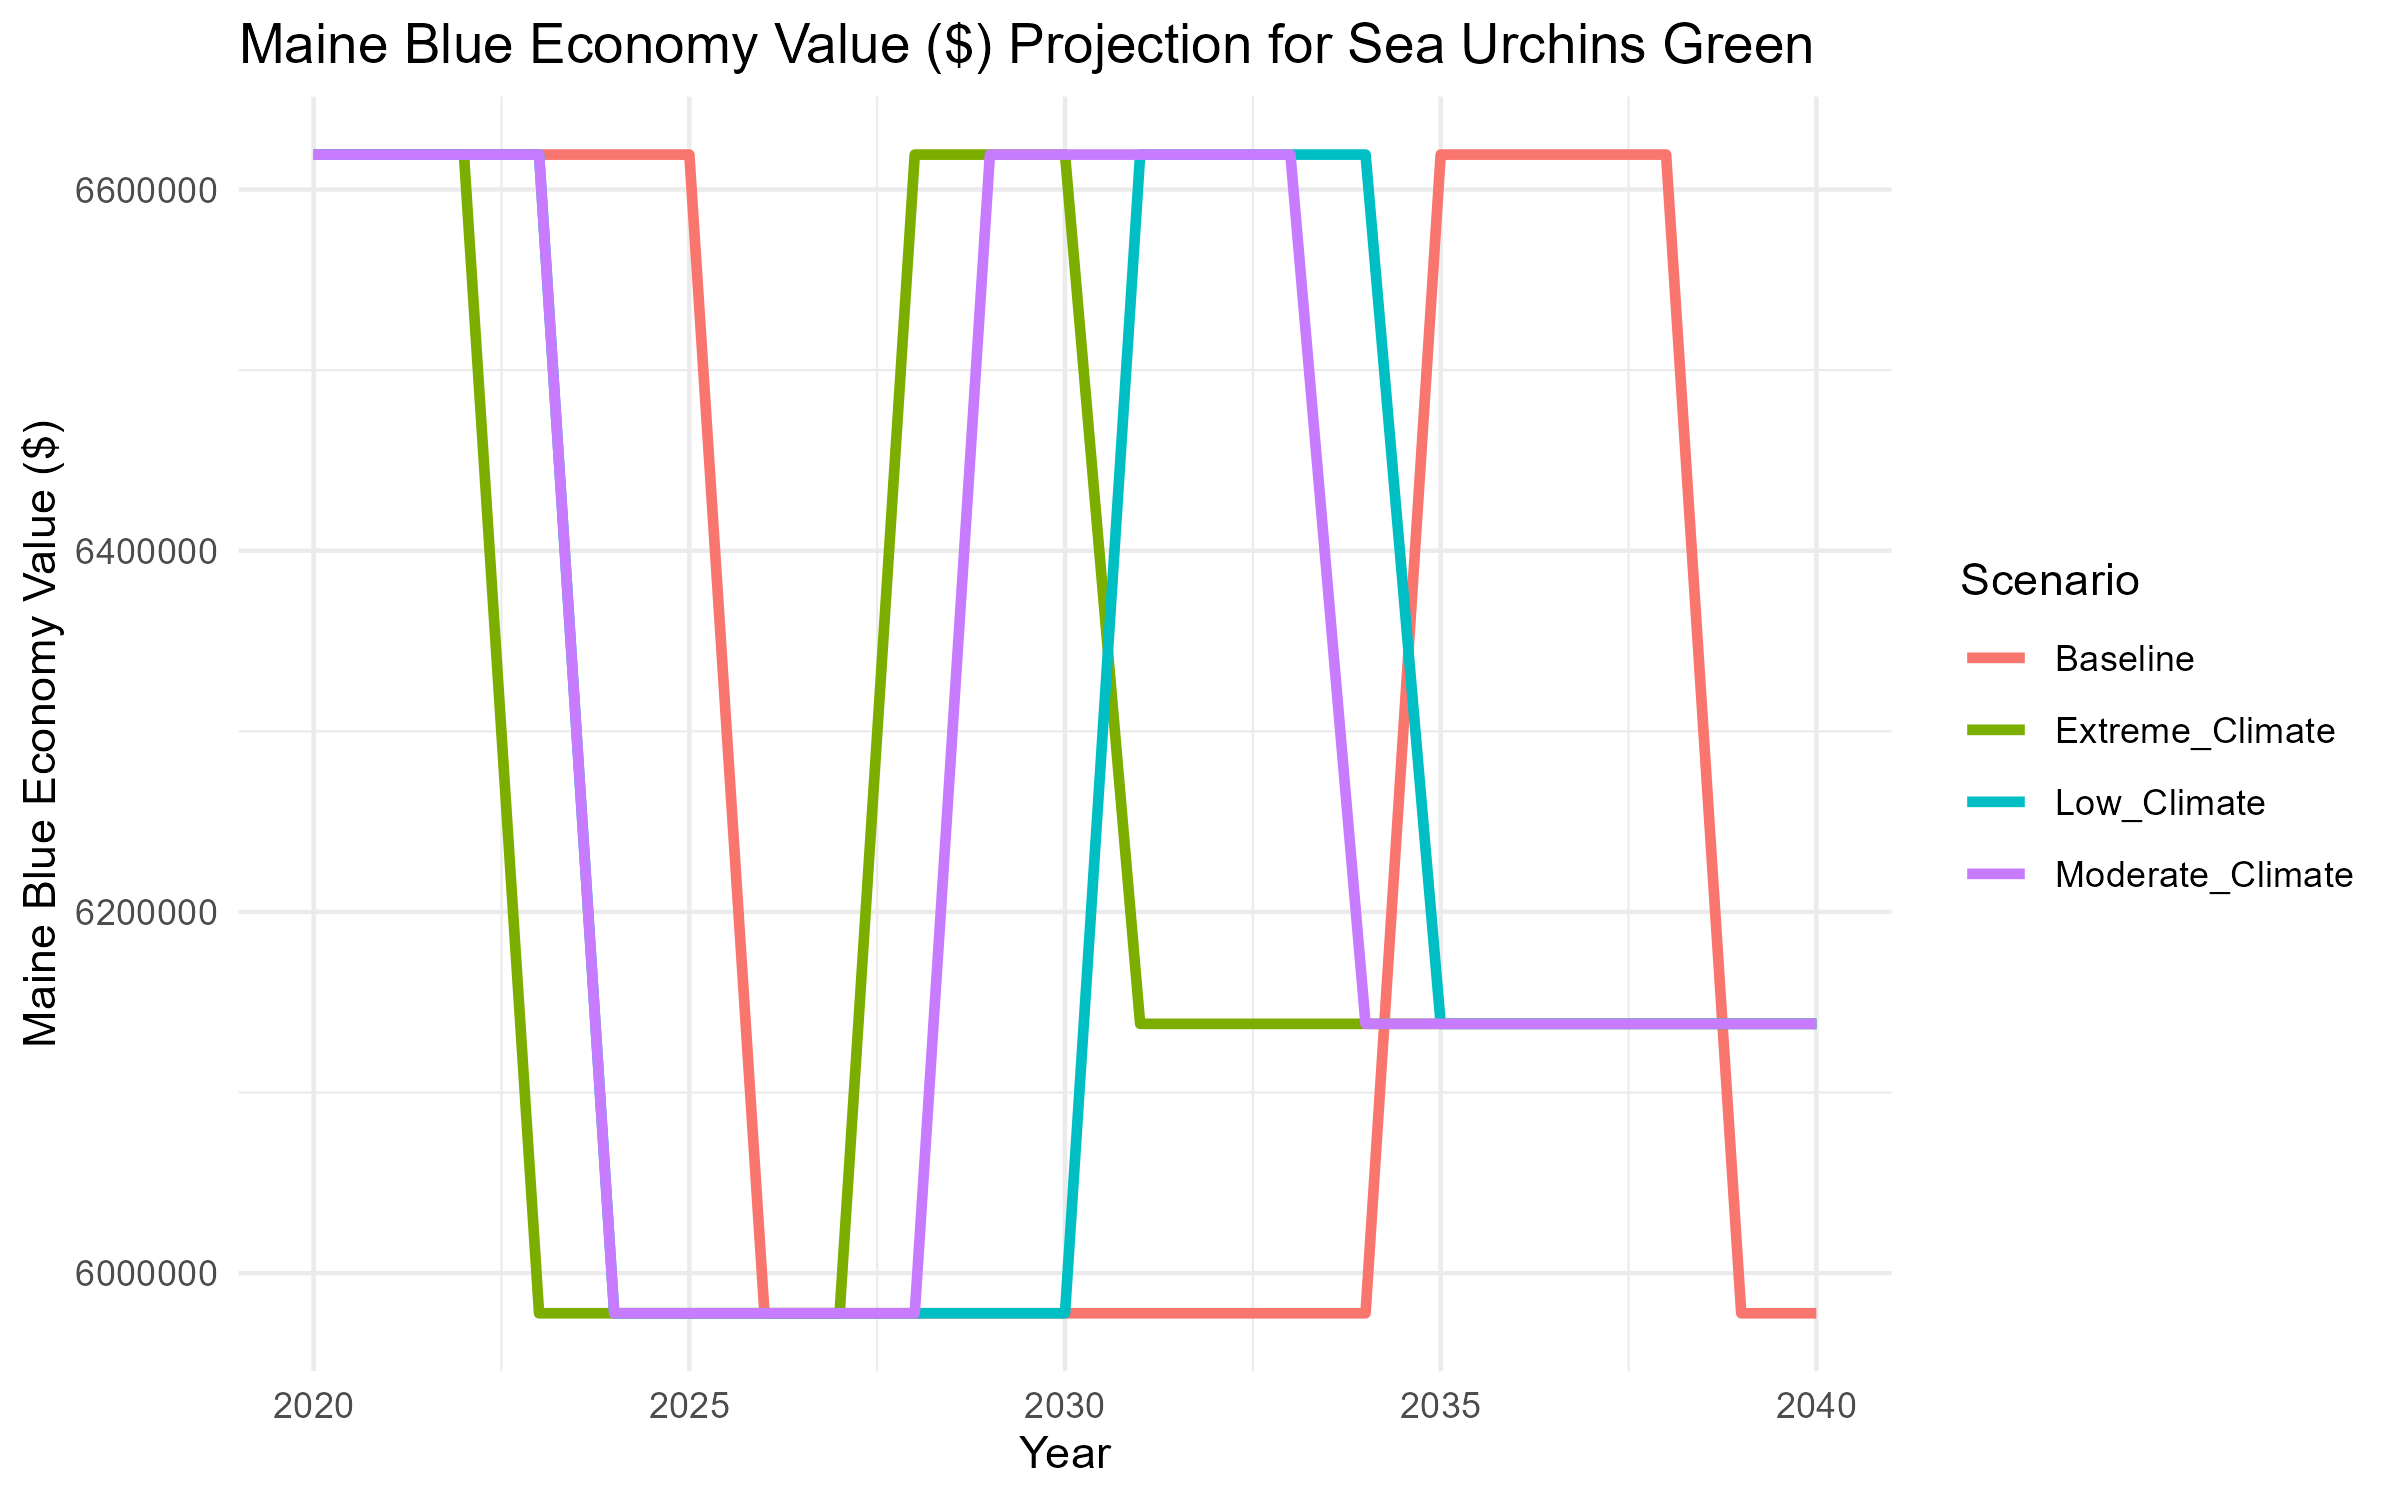 Maine Blue Economy Value ($) Projection for Sea Urchins Green
Maine Blue Economy Value ($)
6600000
6400000
6200000
6000000
2020 2025 2030 2035 2040
Year
Scenario
Baseline
Extreme_Climate
Low_Climate
Moderate_Climate